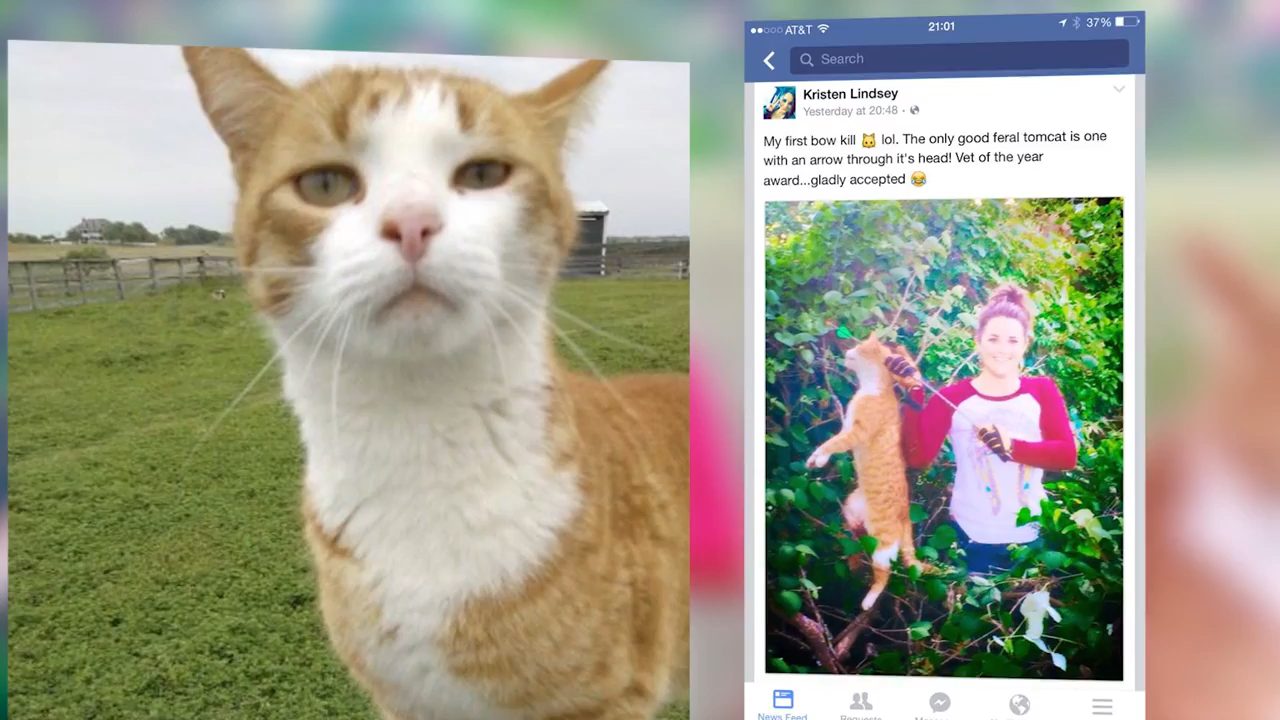 AT&T 21:01 37%
Search
Kristen Lindsey
Yesterday at 20:48 ·
My first bow kill 🐱 lol. The only good feral tomcat is one
with an arrow through it's head! Vet of the year
award...gladly accepted 😂
News Feed Requests